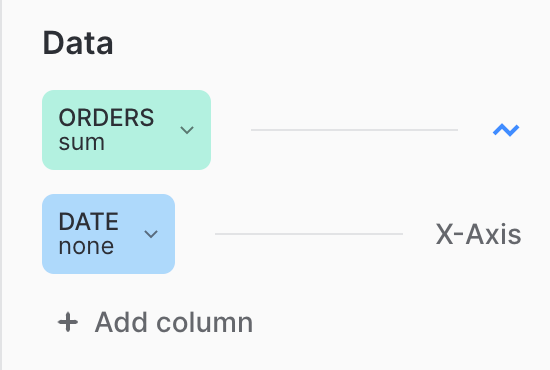 Data
ORDERS
sum
DATE
none
X-Axis
+ Add column